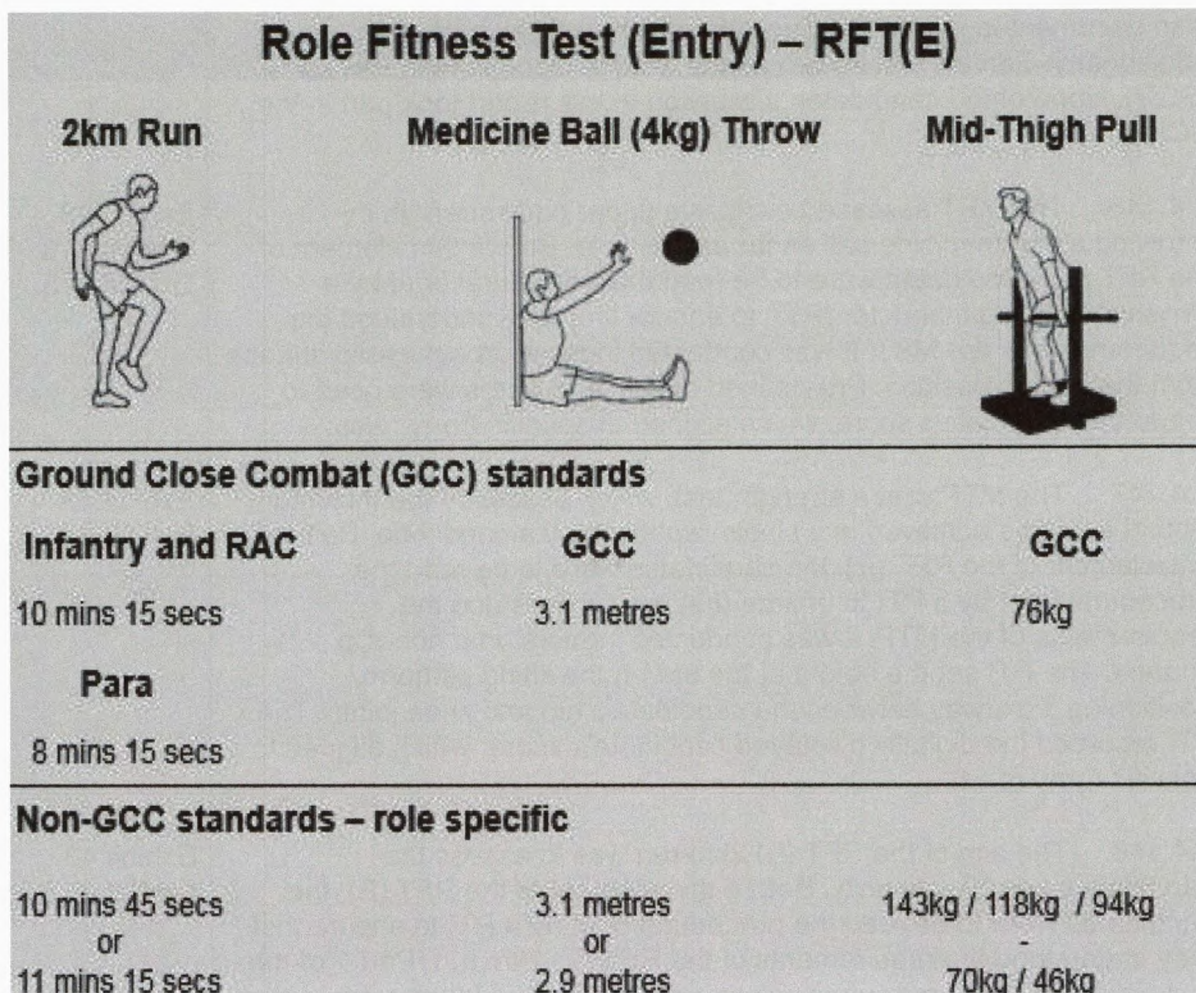 Role Fitness Test (Entry) – RFT(E)
2km Run Medicine Ball (4kg) Throw Mid-Thigh Pull
Ground Close Combat (GCC) standards
Infantry and RAC GCC GCC
10 mins 15 secs 3.1 metres 76kg
Para
8 mins 15 secs
Non-GCC standards – role specific
10 mins 45 secs 3.1 metres 143kg / 118kg / 94kg
or or -
11 mins 15 secs 2.9 metres 70kg / 46kg